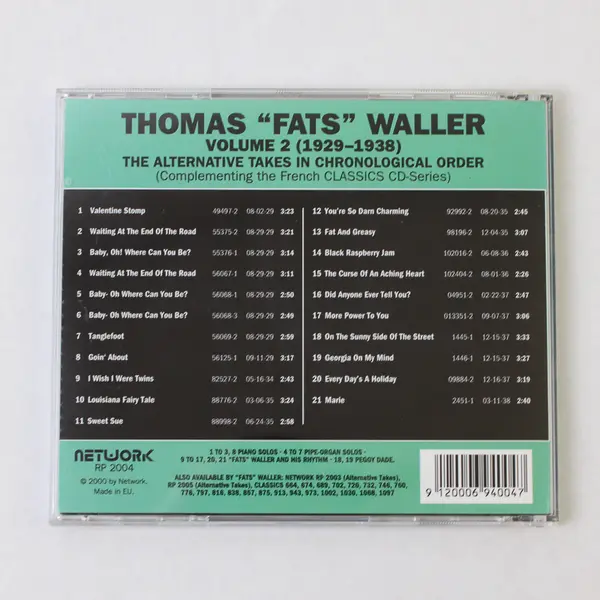 THOMAS “FATS” WALLER
VOLUME 2 (1929–1938)
THE ALTERNATIVE TAKES IN CHRONOLOGICAL ORDER
(Complementing the French CLASSICS CD-Series)
1 Valentine Stomp 49497-2 08-02-29 3:23
2 Waiting At The End Of The Road 55375-2 08-29-29 3:21
3 Baby, Oh! Where Can You Be? 55376-1 08-29-29 3:14
4 Waiting At The End Of The Road 56067-1 08-29-29 3:11
5 Baby- Oh Where Can You Be? 56068-1 08-29-29 2:50
6 Baby- Oh Where Can You Be? 56068-3 08-29-29 2:49
7 Tanglefoot 56069-2 08-29-29 2:59
8 Goin' About 56125-1 09-11-29 3:17
9 I Wish I Were Twins 82527-2 05-16-34 2:43
10 Louisiana Fairy Tale 88776-2 03-06-35 3:24
11 Sweet Sue 88998-2 06-24-35 2:58
12 You're So Darn Charming 92992-2 08-20-35 2:45
13 Fat And Greasy 98196-2 12-04-35 3:07
14 Black Raspberry Jam 102016-2 06-08-36 2:43
15 The Curse Of An Aching Heart 102404-2 08-01-36 2:26
16 Did Anyone Ever Tell You? 04951-2 02-22-37 2:47
17 More Power To You 013351-2 09-07-37 3:06
18 On The Sunny Side Of The Street 1445-1 12-15-37 3:33
19 Georgia On My Mind 1446-1 12-15-37 3:34
20 Every Day's A Holiday 09884-2 12-16-37 3:19
21 Marie 2451-1 03-11-38 2:40
NETWORK
RP 2004
© 2000 by Network.
Made in EU.
1 TO 3, 8 PIANO SOLOS · 4 TO 7 PIPE-ORGAN SOLOS ·
9 TO 17, 20, 21 “FATS” WALLER AND HIS RHYTHM · 18, 19 PEGGY DADE.
ALSO AVAILABLE BY “FATS” WALLER: NETWORK RP 2003 (Alternative Takes),
RP 2005 (Alternative Takes), CLASSICS 664, 674, 689, 702, 720, 732, 746, 760,
776, 797, 818, 838, 857, 875, 913, 943, 973, 1002, 1030, 1068, 1097
9 120006 940047